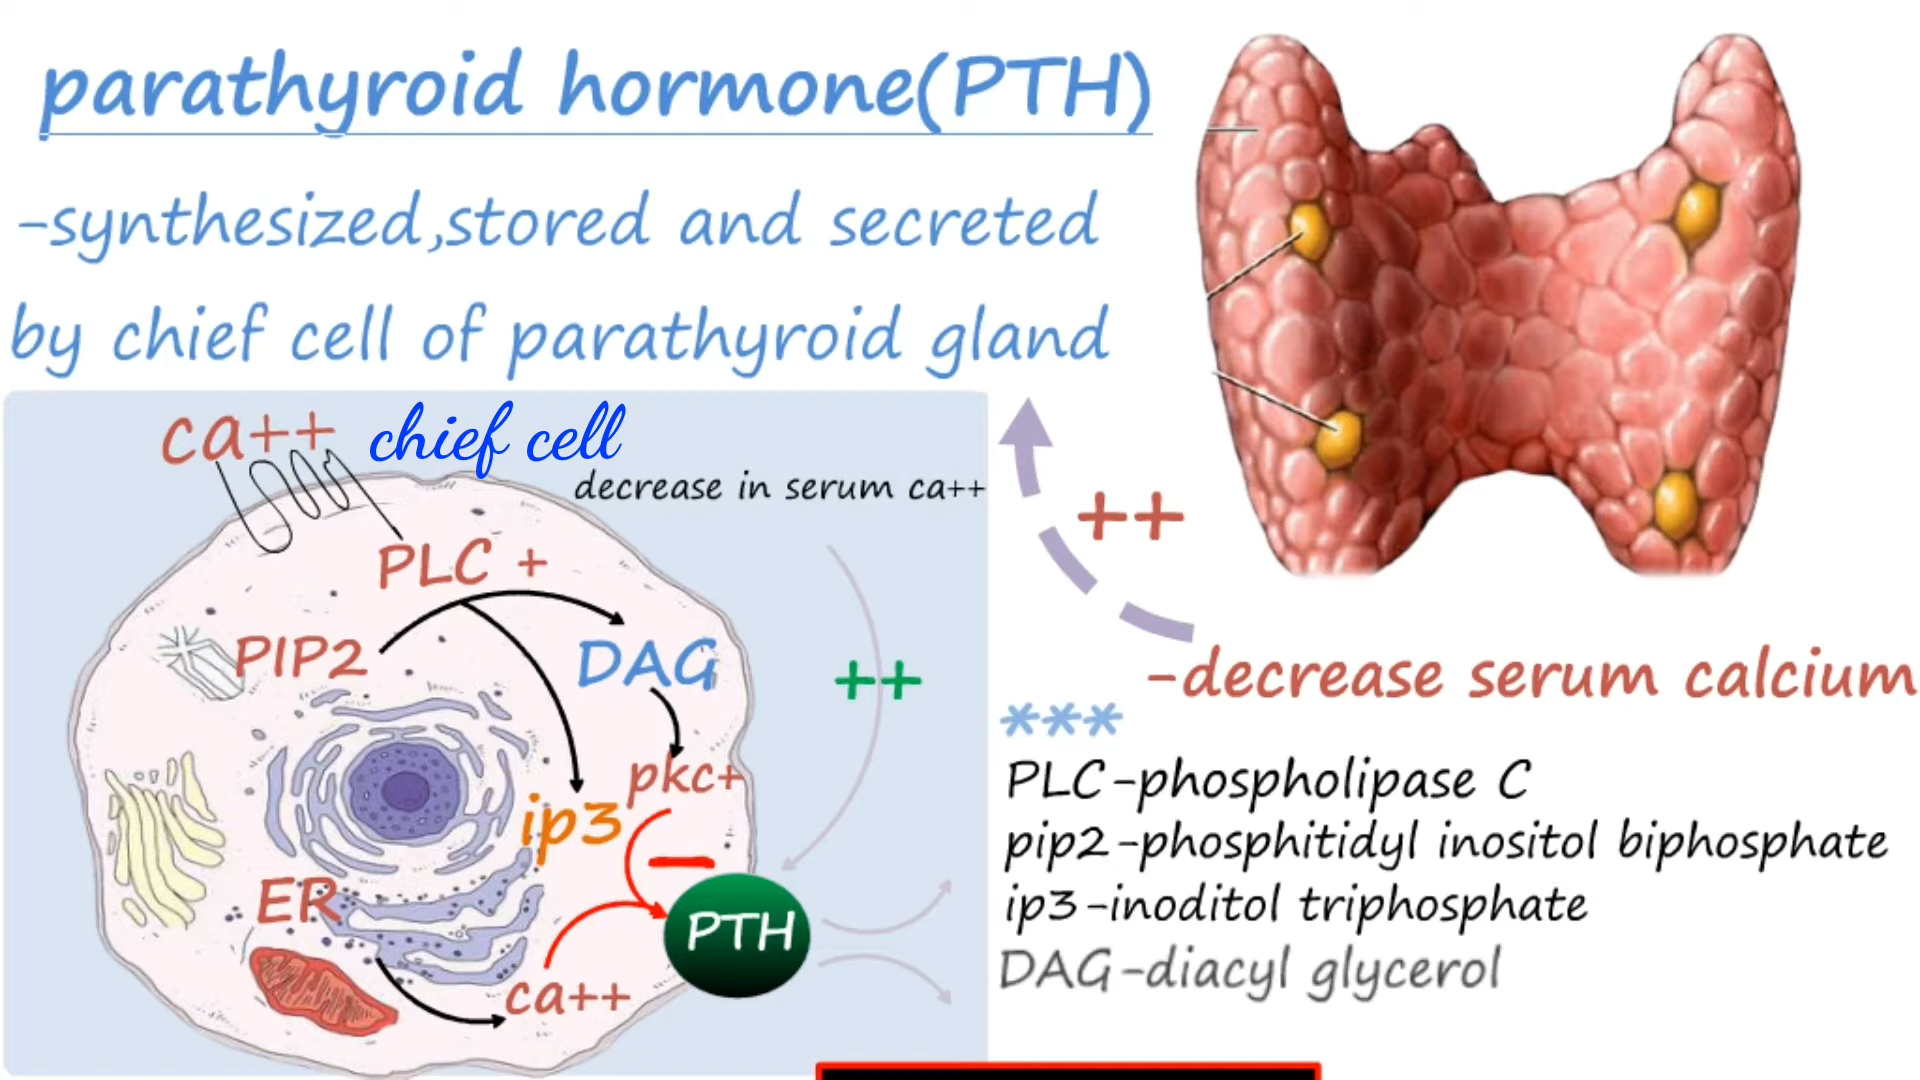 parathyroid hormone(PTH)
-synthesized,stored and secreted
by chief cell of parathyroid gland
ca++
chief cell
decrease in serum ca++
PLC +
PIP2
DAG
++
pkc+
ip3
ER
PTH
ca++
++
-decrease serum calcium
***
PLC-phospholipase C
pip2-phosphitidyl inositol biphosphate
ip3-inoditol triphosphate
DAG-diacyl glycerol